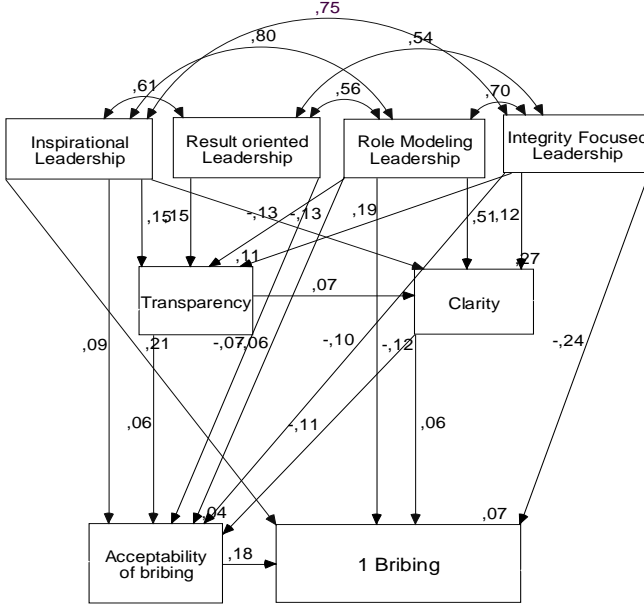 ,75
,80
,54
,61
,56
,70
Inspirational
Leadership
Result oriented
Leadership
Role Modeling
Leadership
Integrity Focused
Leadership
,15
,15
-,13
-,13
,19
,51
,12
,11
,27
Transparency
,07
Clarity
,09
,21
-,07
-,06
-,10
-,12
-,24
,06
-,11
,06
,04
,07
Acceptability
of bribing
,18
1 Bribing